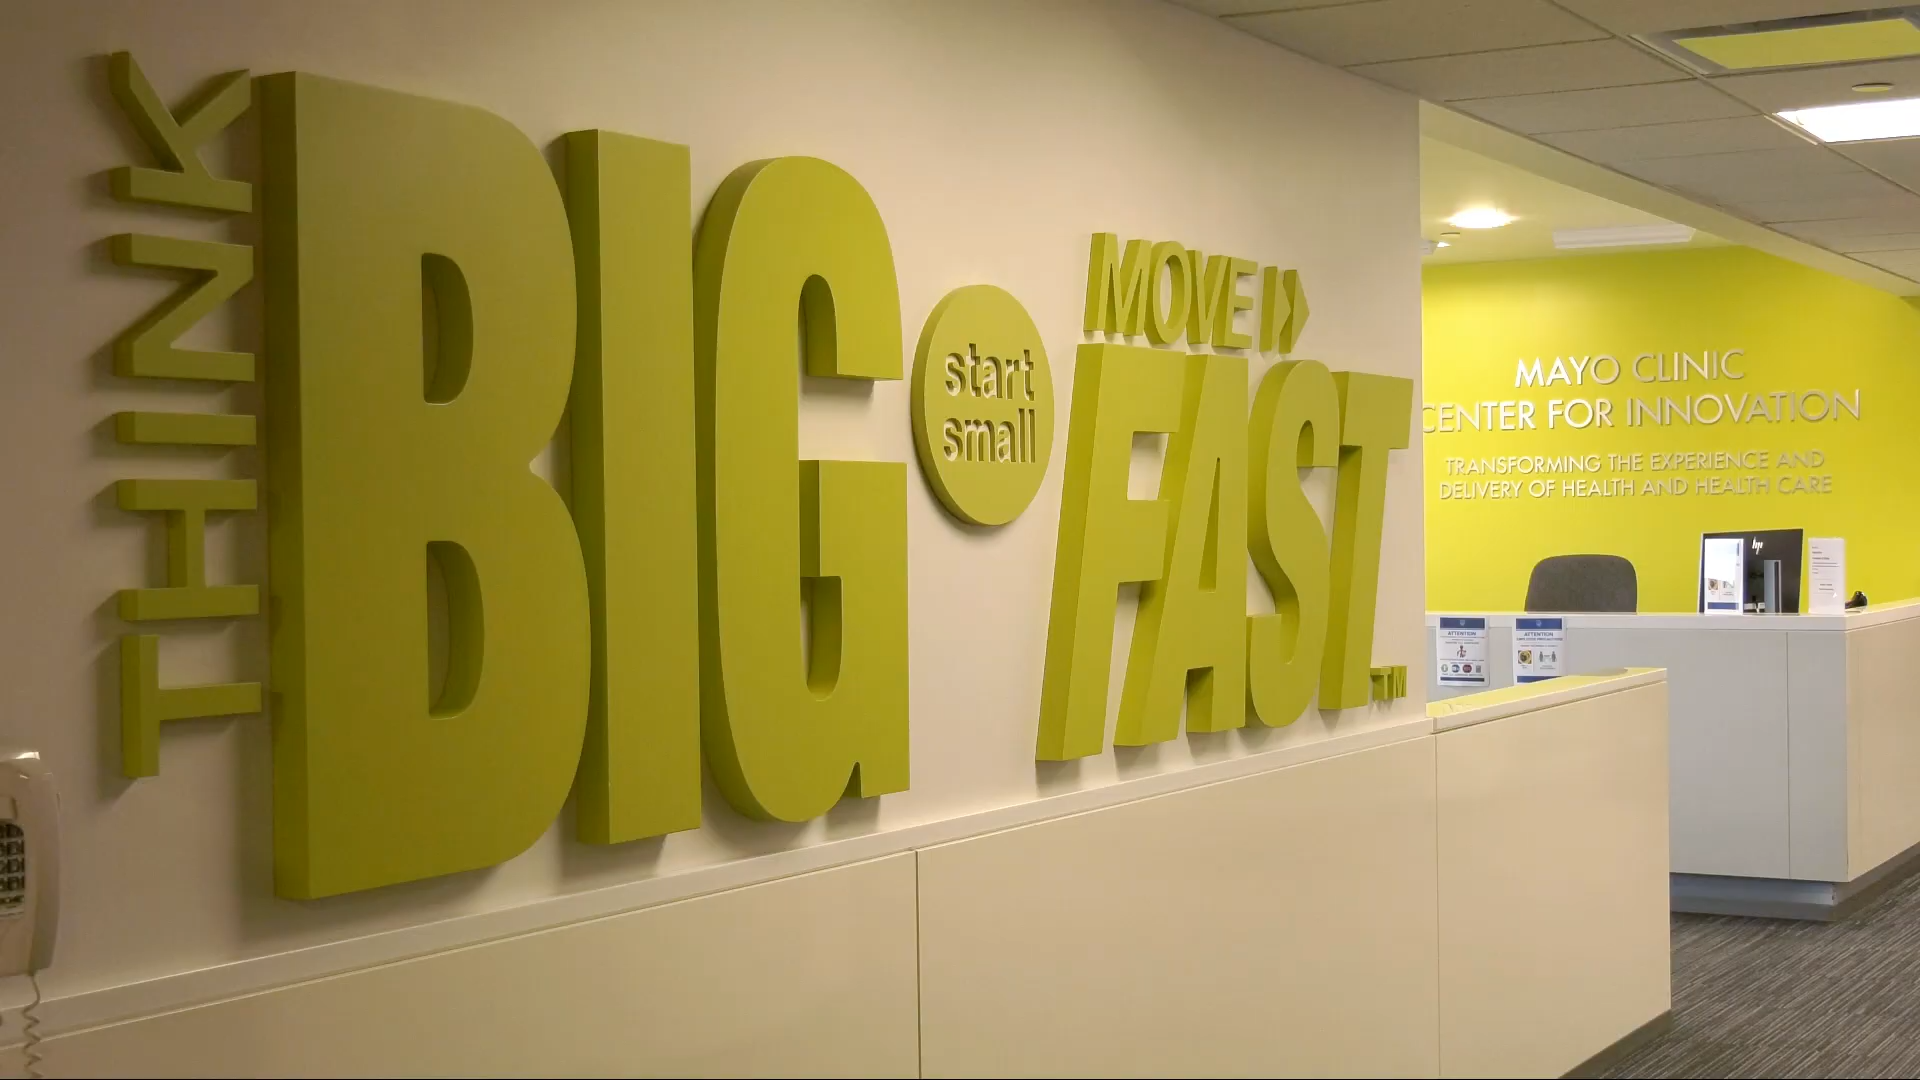 THINK
BIG
start
small
MOVE
FAST
TM
MAYO CLINIC
CENTER FOR INNOVATION
TRANSFORMING THE EXPERIENCE AND
DELIVERY OF HEALTH AND HEALTH CARE
hp
ATTENTION
ATTENTION